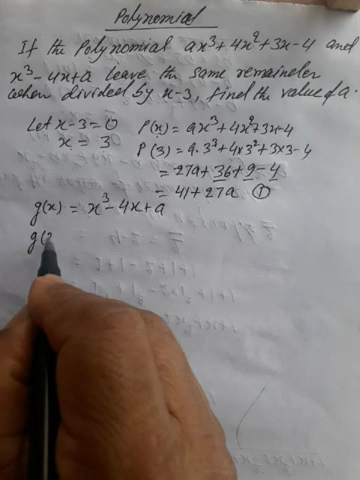 Polynomial
If the Polynomial ax³+4x²+3x-4 and
x³-4x+a leave the same remainder
when divided by x-3, find the value of a.
Let x-3=0 P(x) = ax³+4x²+3x-4
x = 3 P(3) = a.3³+4x3²+3x3-4
= 27a+36+9-4
= 41+27a ①
g(x) = x³-4x+a
g(